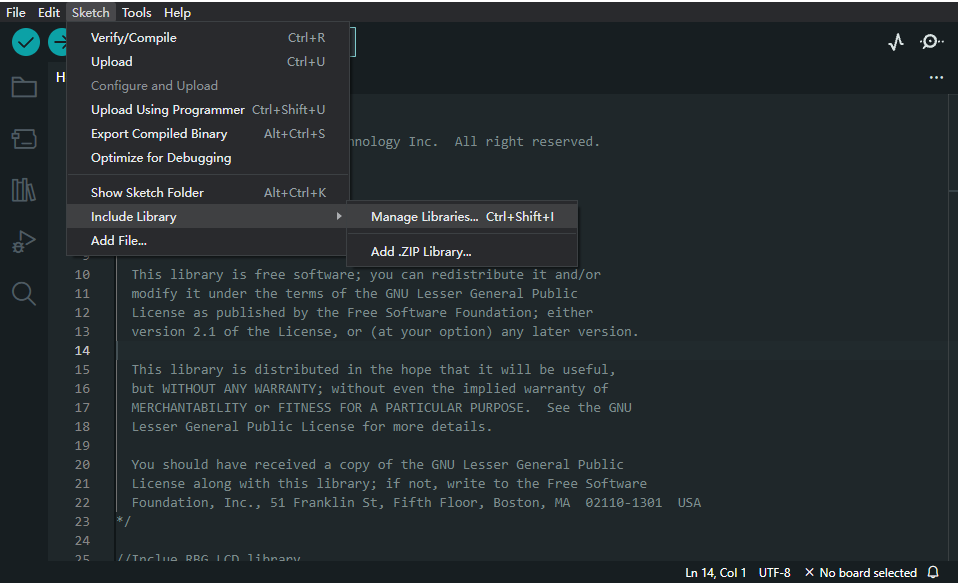 File Edit Sketch Tools Help
Verify/Compile Ctrl+R
Upload Ctrl+U
H
Configure and Upload
Upload Using Programmer Ctrl+Shift+U
Export Compiled Binary Alt+Ctrl+S
hnology Inc.  All right reserved.
Optimize for Debugging
Show Sketch Folder Alt+Ctrl+K
Include Library
Manage Libraries... Ctrl+Shift+I
Add File...
Add .ZIP Library...
9
10 This library is free software; you can redistribute it and/or
11 modify it under the terms of the GNU Lesser General Public
12 License as published by the Free Software Foundation; either
13 version 2.1 of the License, or (at your option) any later version.
14
15 This library is distributed in the hope that it will be useful,
16 but WITHOUT ANY WARRANTY; without even the implied warranty of
17 MERCHANTABILITY or FITNESS FOR A PARTICULAR PURPOSE.  See the GNU
18 Lesser General Public License for more details.
19
20 You should have received a copy of the GNU Lesser General Public
21 License along with this library; if not, write to the Free Software
22 Foundation, Inc., 51 Franklin St, Fifth Floor, Boston, MA  02110-1301  USA
23 */
24
25 //Inclue RBG LCD library
Ln 14, Col 1 UTF-8 × No board selected